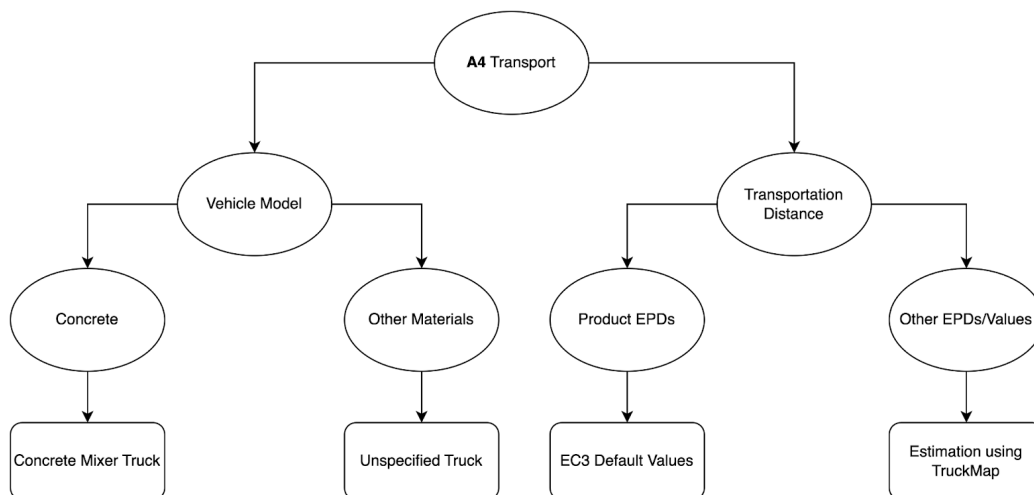 A4 Transport
Vehicle Model
Transportation
Distance
Concrete
Other Materials
Product EPDs
Other EPDs/Values
Concrete Mixer Truck
Unspecified Truck
EC3 Default Values
Estimation using
TruckMap